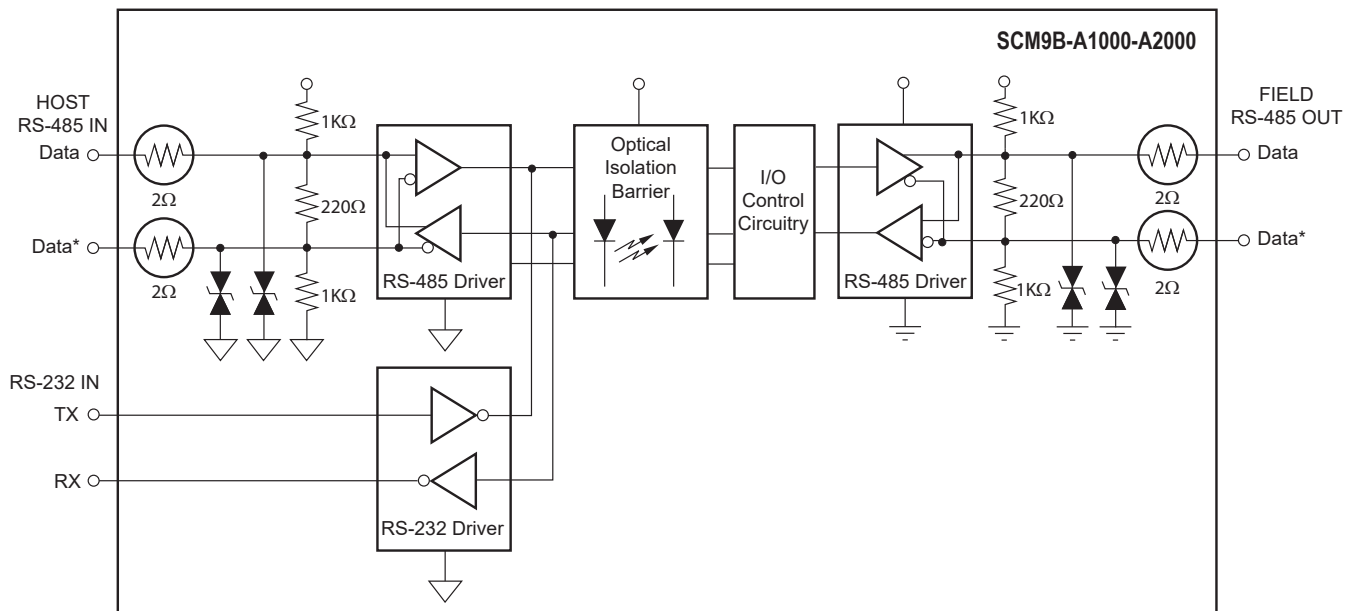 SCM9B-A1000-A2000
HOST
RS-485 IN
Data
2Ω
Data*
2Ω
1KΩ
220Ω
1KΩ
RS-485 Driver
Optical
Isolation
Barrier
I/O
Control
Circuitry
RS-485 Driver
1KΩ
220Ω
1KΩ
FIELD
RS-485 OUT
Data
2Ω
Data*
2Ω
RS-232 IN
TX
RX
RS-232 Driver